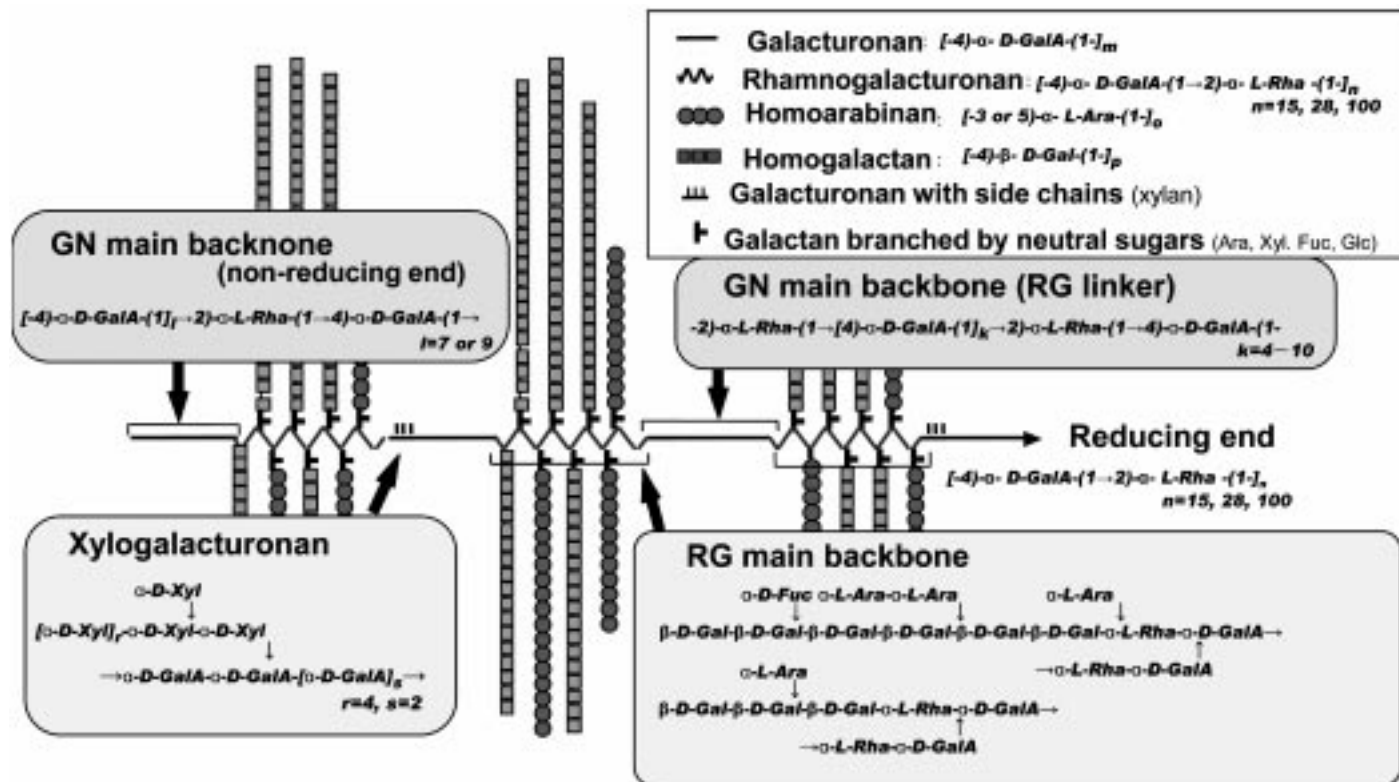 Galacturonan: [-4)-α- D-GalA-(1-]m
Rhamnogalacturonan: [-4)-α- D-GalA-(1→2)-α- L-Rha -(1-]n
n=15, 28, 100
Homoarabinan: [-3 or 5)-α- L-Ara-(1-]o
Homogalactan: [-4)-β- D-Gal-(1-]p
Galacturonan with side chains (xylan)
Galactan branched by neutral sugars (Ara, Xyl. Fuc, Glc)
GN main backnone
(non-reducing end)
[-4)-α-D-GalA-(1]l→2)-α-L-Rha-(1→4)-α-D-GalA-(1→
l=7 or 9
GN main backbone (RG linker)
-2)-α-L-Rha-(1→[4)-α-D-GalA-(1]k→2)-α-L-Rha-(1→4)-α-D-GalA-(1-
k=4－10
Reducing end
[-4)-α- D-GalA-(1→2)-α- L-Rha -(1-]n
n=15, 28, 100
Xylogalacturonan
α-D-Xyl
↓
[α-D-Xyl]r-α-D-Xyl-α-D-Xyl
↓
→α-D-GalA-α-D-GalA-[α-D-GalA]s→
r=4, s=2
RG main backbone
α-D-Fuc α-L-Ara-α-L-Ara α-L-Ara
↓ ↓ ↓
β-D-Gal-β-D-Gal-β-D-Gal-β-D-Gal-β-D-Gal-β-D-Gal-α-L-Rha-α-D-GalA→
↑
→α-L-Rha-α-D-GalA
α-L-Ara
↓
β-D-Gal-β-D-Gal-β-D-Gal-α-L-Rha-α-D-GalA→
↑
→α-L-Rha-α-D-GalA